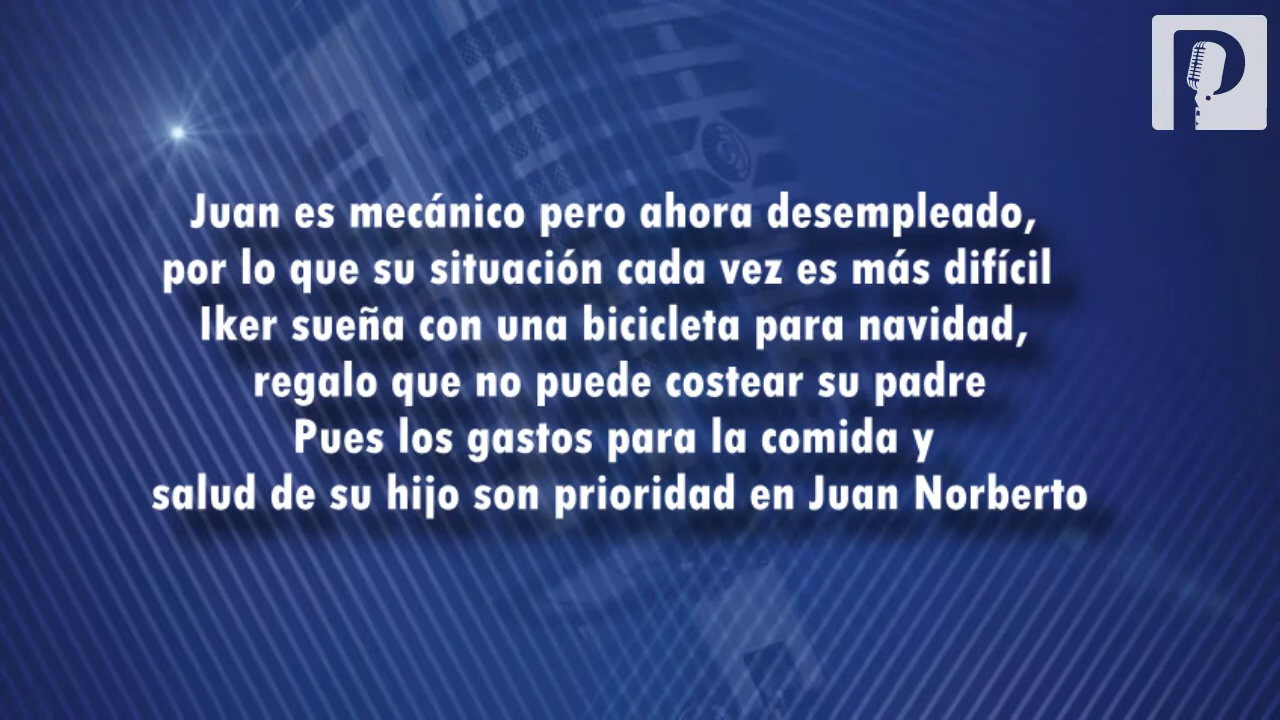 Juan es mecánico pero ahora desempleado,
por lo que su situación cada vez es más difícil
Iker sueña con una bicicleta para navidad,
regalo que no puede costear su padre
Pues los gastos para la comida y
salud de su hijo son prioridad en Juan Norberto